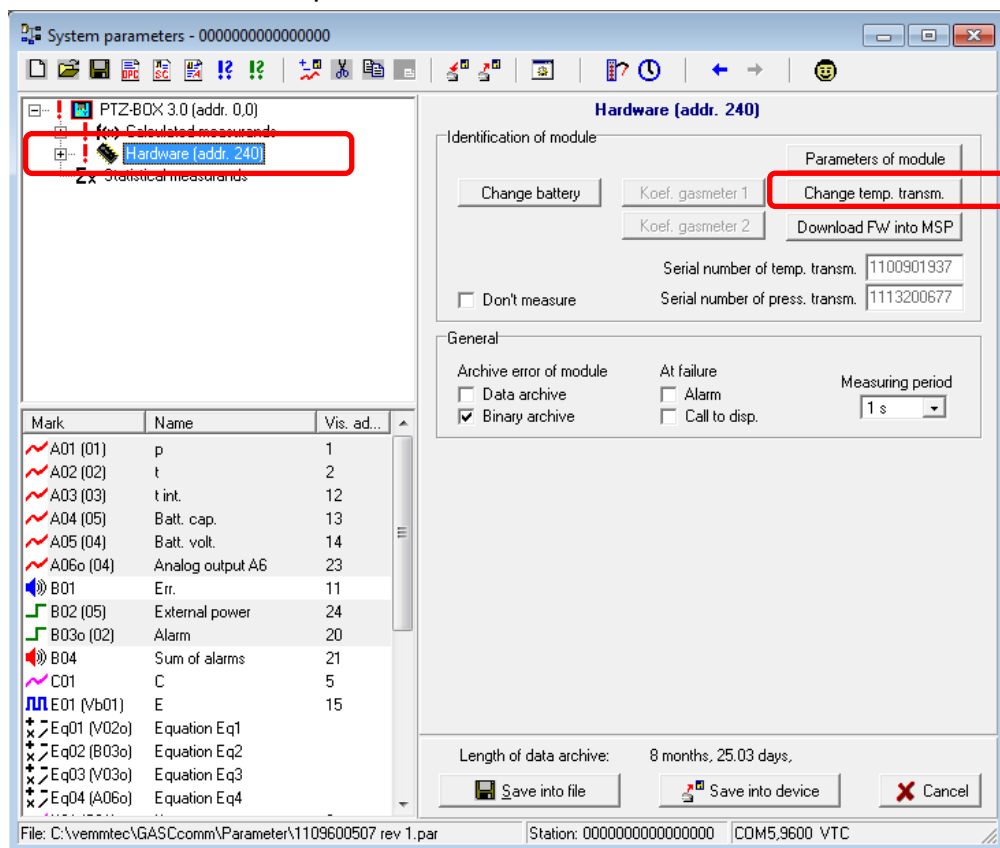 System parameters - 0000000000000000
PTZ-BOX 3.0 (addr. 0,0)
f(x) Calculated measurands
Hardware (addr. 240)
Σx Statistical measurands
Mark Name Vis. ad...
A01 (01) p 1
A02 (02) t 2
A03 (03) t int. 12
A04 (05) Batt. cap. 13
A05 (04) Batt. volt. 14
A06o (04) Analog output A6 23
B01 Err. 11
B02 (05) External power 24
B03o (02) Alarm 20
B04 Sum of alarms 21
C01 C 5
E01 (Vb01) E 15
Eq01 (V02o) Equation Eq1
Eq02 (B03o) Equation Eq2
Eq03 (V03o) Equation Eq3
Eq04 (A06o) Equation Eq4
Hardware (addr. 240)
Identification of module
Parameters of module
Change battery Koef. gasmeter 1 Change temp. transm.
Koef. gasmeter 2 Download FW into MSP
Serial number of temp. transm. 1100901937
Don't measure Serial number of press. transm. 1113200677
General
Archive error of module At failure Measuring period
Data archive Alarm 1 s
Binary archive Call to disp.
Length of data archive: 8 months, 25.03 days,
Save into file Save into device Cancel
File: C:\vemmtec\GASCcomm\Parameter\1109600507 rev 1.par Station: 0000000000000000 COM5,9600 VTC